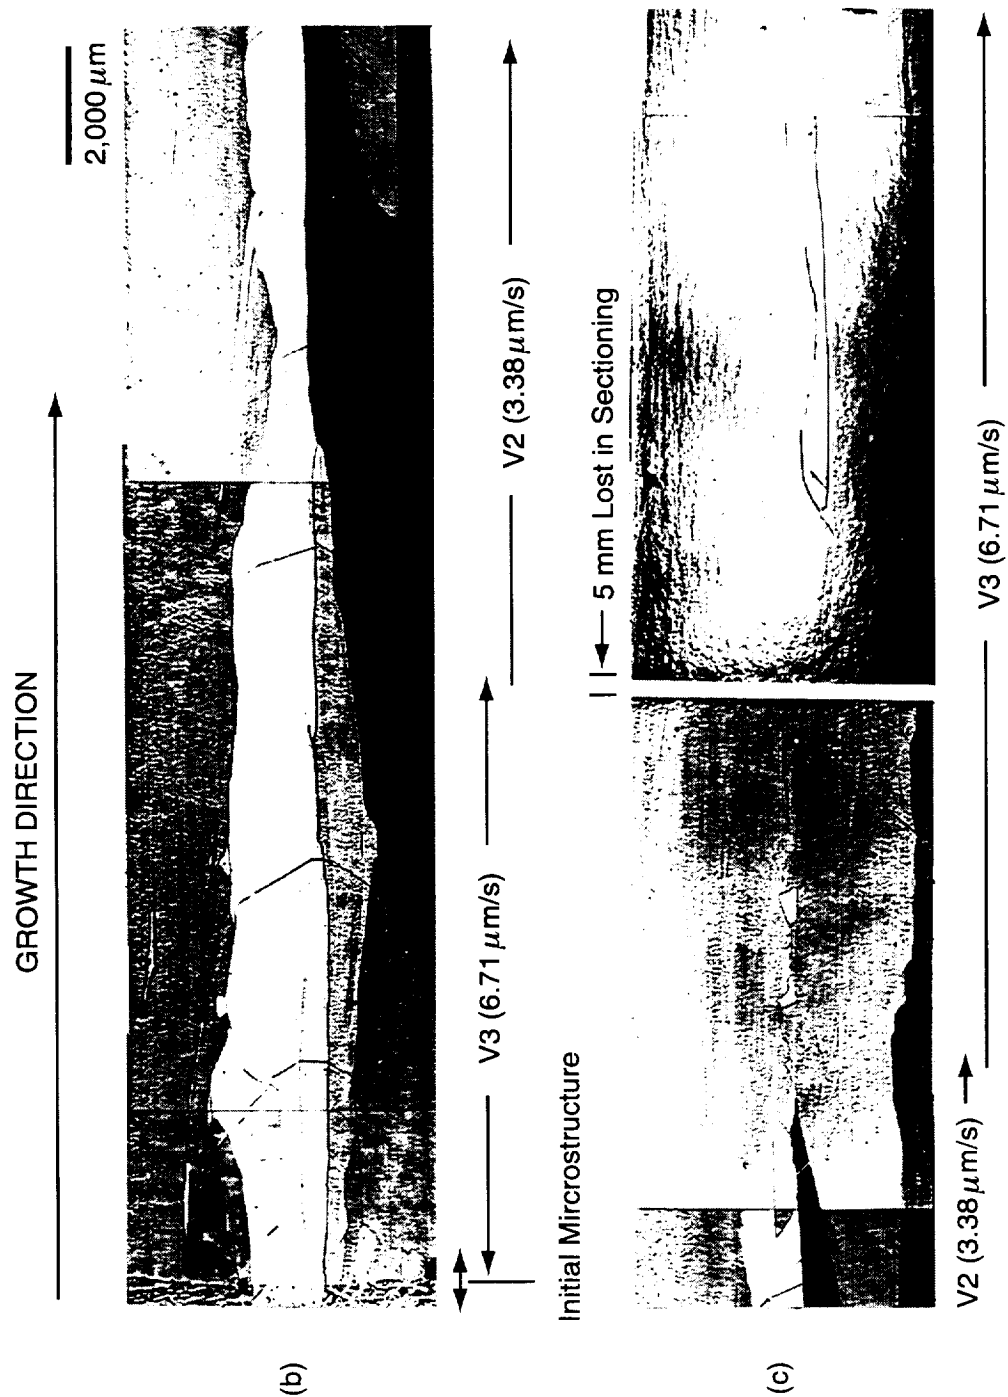 GROWTH DIRECTION
2,000 μm
(b)
V3 (6.71 μm/s)
V2 (3.38 μm/s)
Initial Mircrostructure
5 mm Lost in Sectioning
(c)
V2 (3.38 μm/s)
V3 (6.71 μm/s)